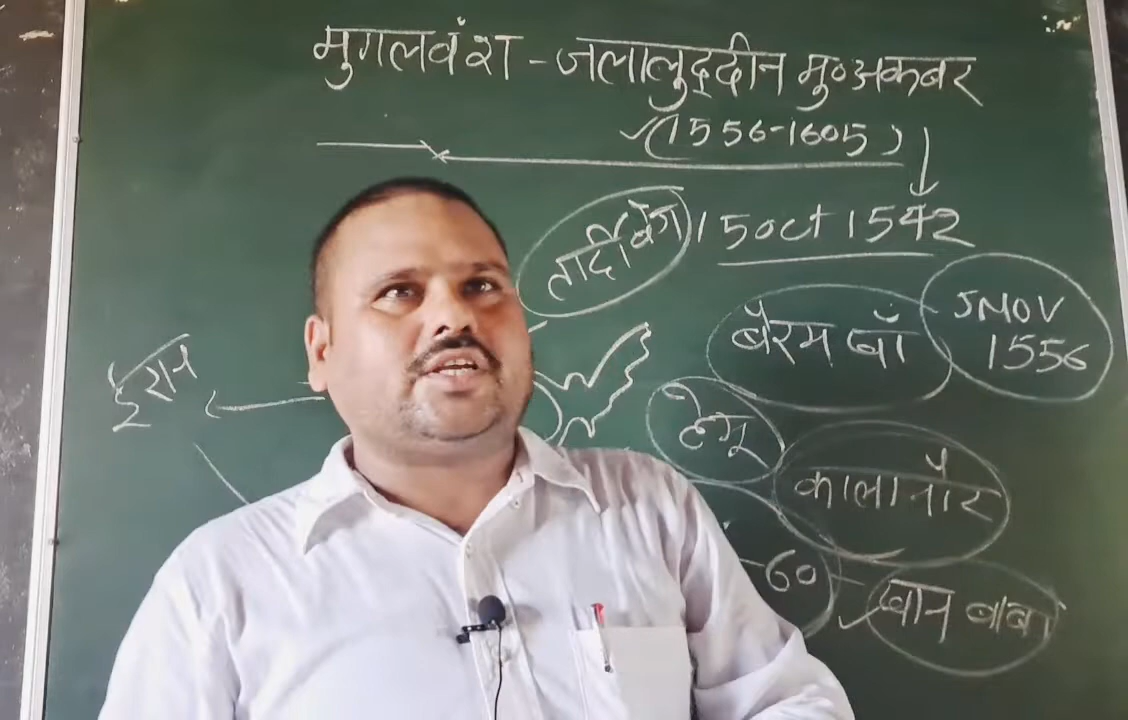 मुगलवंश - जलालुद्दीन मु० अकबर
(1556-1605)
तार्दीबेग
15 Oct 1542
बैरम खाँ
5 NOV
1556
ईरान
हेमू
कालानौर
-60
खान बाबा